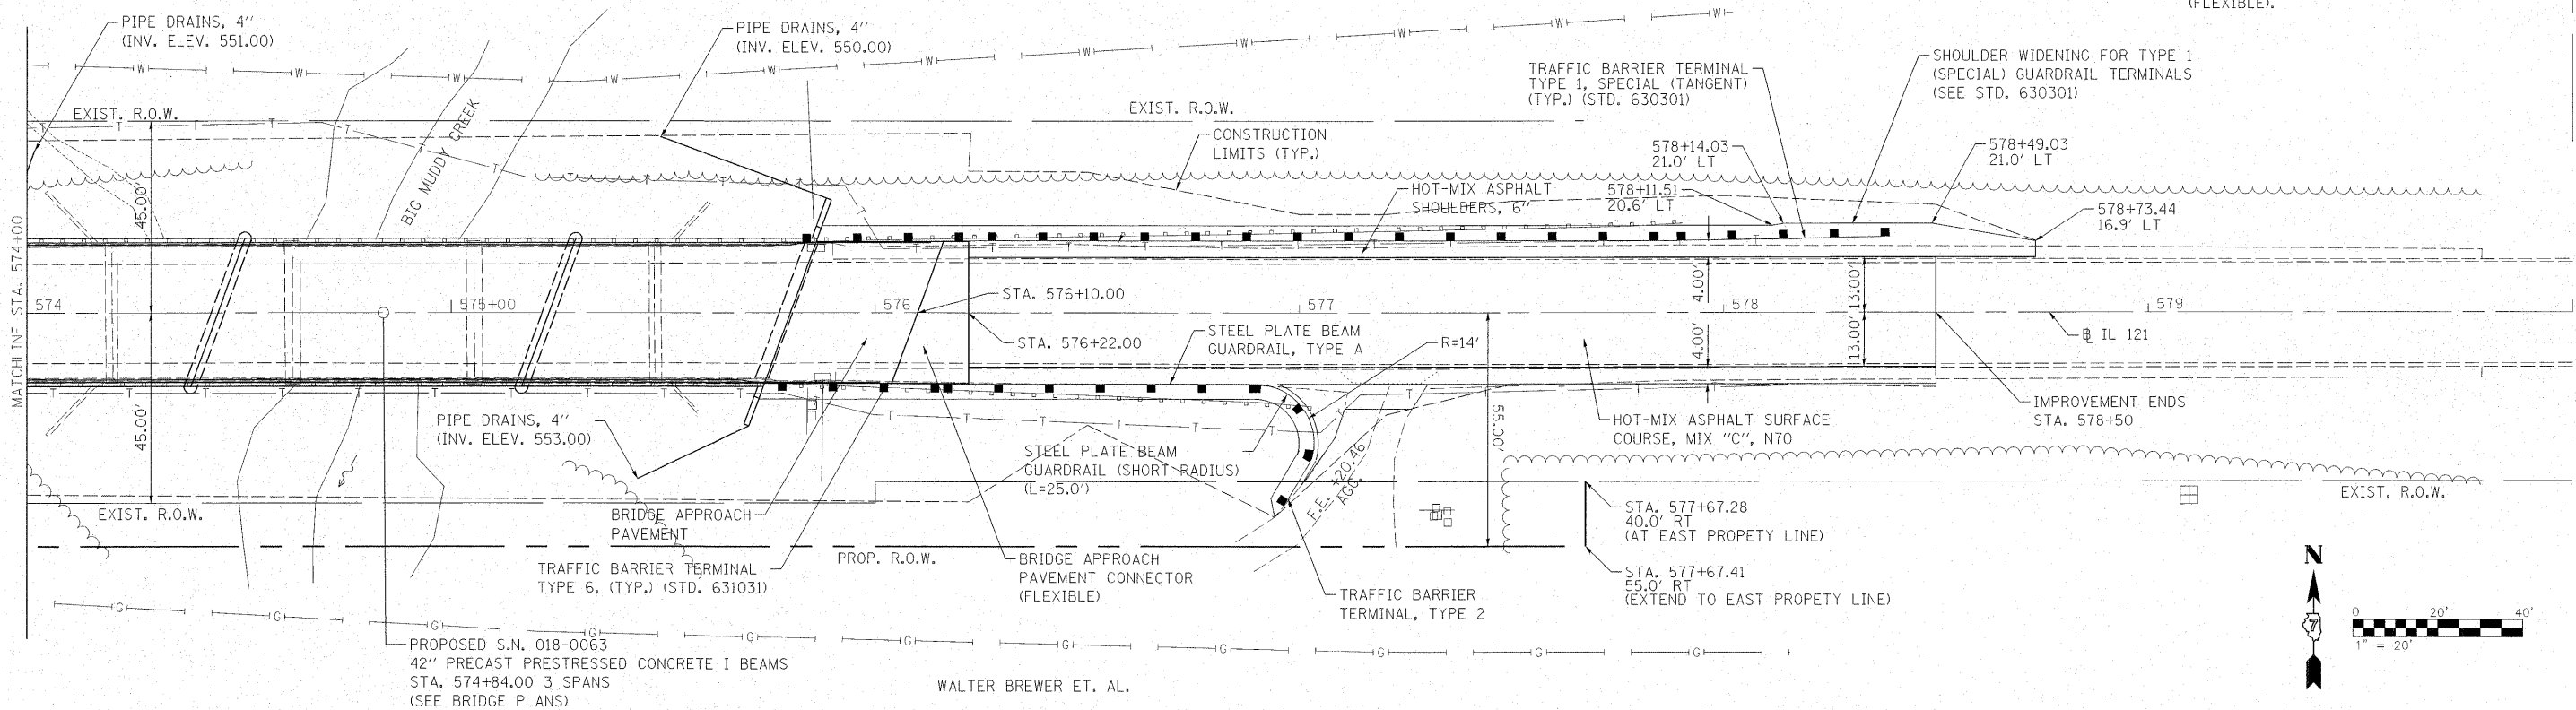 (FLEXIBLE).
PIPE DRAINS, 4"
(INV. ELEV. 551.00)
PIPE DRAINS, 4"
(INV. ELEV. 550.00)
W W W W W W W W W W W
TRAFFIC BARRIER TERMINAL
TYPE 1, SPECIAL (TANGENT)
(TYP.) (STD. 630301)
SHOULDER WIDENING FOR TYPE 1
(SPECIAL) GUARDRAIL TERMINALS
(SEE STD. 630301)
EXIST. R.O.W.
EXIST. R.O.W.
BIG MUDDY CREEK
CONSTRUCTION
LIMITS (TYP.)
578+14.03
21.0' LT
578+49.03
21.0' LT
HOT-MIX ASPHALT
SHOULDERS, 6"
578+11.51
20.6' LT
578+73.44
16.9' LT
45.00'
45.00'
MATCHLINE STA. 574+00
574
575+00
576
577
578
579
STA. 576+10.00
STA. 576+22.00
4.00'
4.00'
13.00'
13.00'
℄ IL 121
STEEL PLATE BEAM
GUARDRAIL, TYPE A
R=14'
PIPE DRAINS, 4"
(INV. ELEV. 553.00)
STEEL PLATE BEAM
GUARDRAIL (SHORT RADIUS)
(L=25.0')
55.00'
HOT-MIX ASPHALT SURFACE
COURSE, MIX "C", N70
IMPROVEMENT ENDS
STA. 578+50
F.E. +20.46
AGG.
EXIST. R.O.W.
EXIST. R.O.W.
BRIDGE APPROACH
PAVEMENT
STA. 577+67.28
40.0' RT
(AT EAST PROPETY LINE)
PROP. R.O.W.
TRAFFIC BARRIER TERMINAL
TYPE 6, (TYP.) (STD. 631031)
BRIDGE APPROACH
PAVEMENT CONNECTOR
(FLEXIBLE)
STA. 577+67.41
55.0' RT
(EXTEND TO EAST PROPETY LINE)
TRAFFIC BARRIER
TERMINAL, TYPE 2
G G G G G G G G G G G
PROPOSED S.N. 018-0063
42" PRECAST PRESTRESSED CONCRETE I BEAMS
STA. 574+84.00 3 SPANS
(SEE BRIDGE PLANS)
WALTER BREWER ET. AL.
N
7
0 20' 40'
1" = 20'